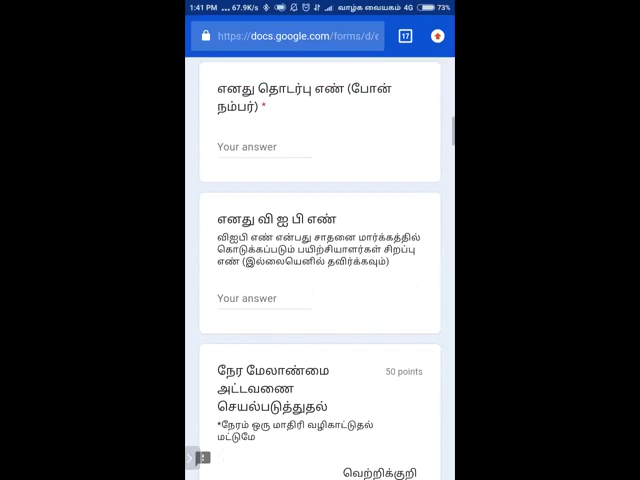 1:41 PM ... 67.9K/s வாழ்க வையகம் 4G 73%
https://docs.google.com/forms/d/e
17
எனது தொடர்பு எண் (போன்
நம்பர்) *
Your answer
எனது வி ஐ பி எண்
விஐபி எண் என்பது சாதனை மார்க்கத்தில்
கொடுக்கப்படும் பயிற்சியாளர்கள் சிறப்பு
எண் (இல்லையெனில் தவிர்க்கவும்)
Your answer
நேர மேலாண்மை 50 points
அட்டவணை
செயல்படுத்துதல்
*நேரம் ஒரு மாதிரி வழிகாட்டுதல்
மட்டுமே
வெற்றிக்குறி